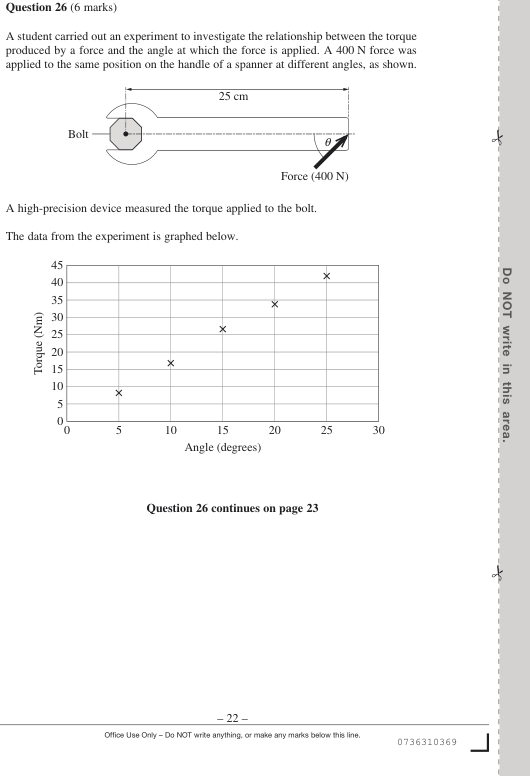 Question 26 (6 marks)
A student carried out an experiment to investigate the relationship between the torque
produced by a force and the angle at which the force is applied. A 400 N force was
applied to the same position on the handle of a spanner at different angles, as shown.
25 cm
Bolt
θ
Force (400 N)
A high-precision device measured the torque applied to the bolt.
The data from the experiment is graphed below.
45
40
35
30
25
20
15
10
5
0
Torque (Nm)
0 5 10 15 20 25 30
Angle (degrees)
Question 26 continues on page 23
– 22 –
Office Use Only – Do NOT write anything, or make any marks below this line.
0736310369
Do NOT write in this area.